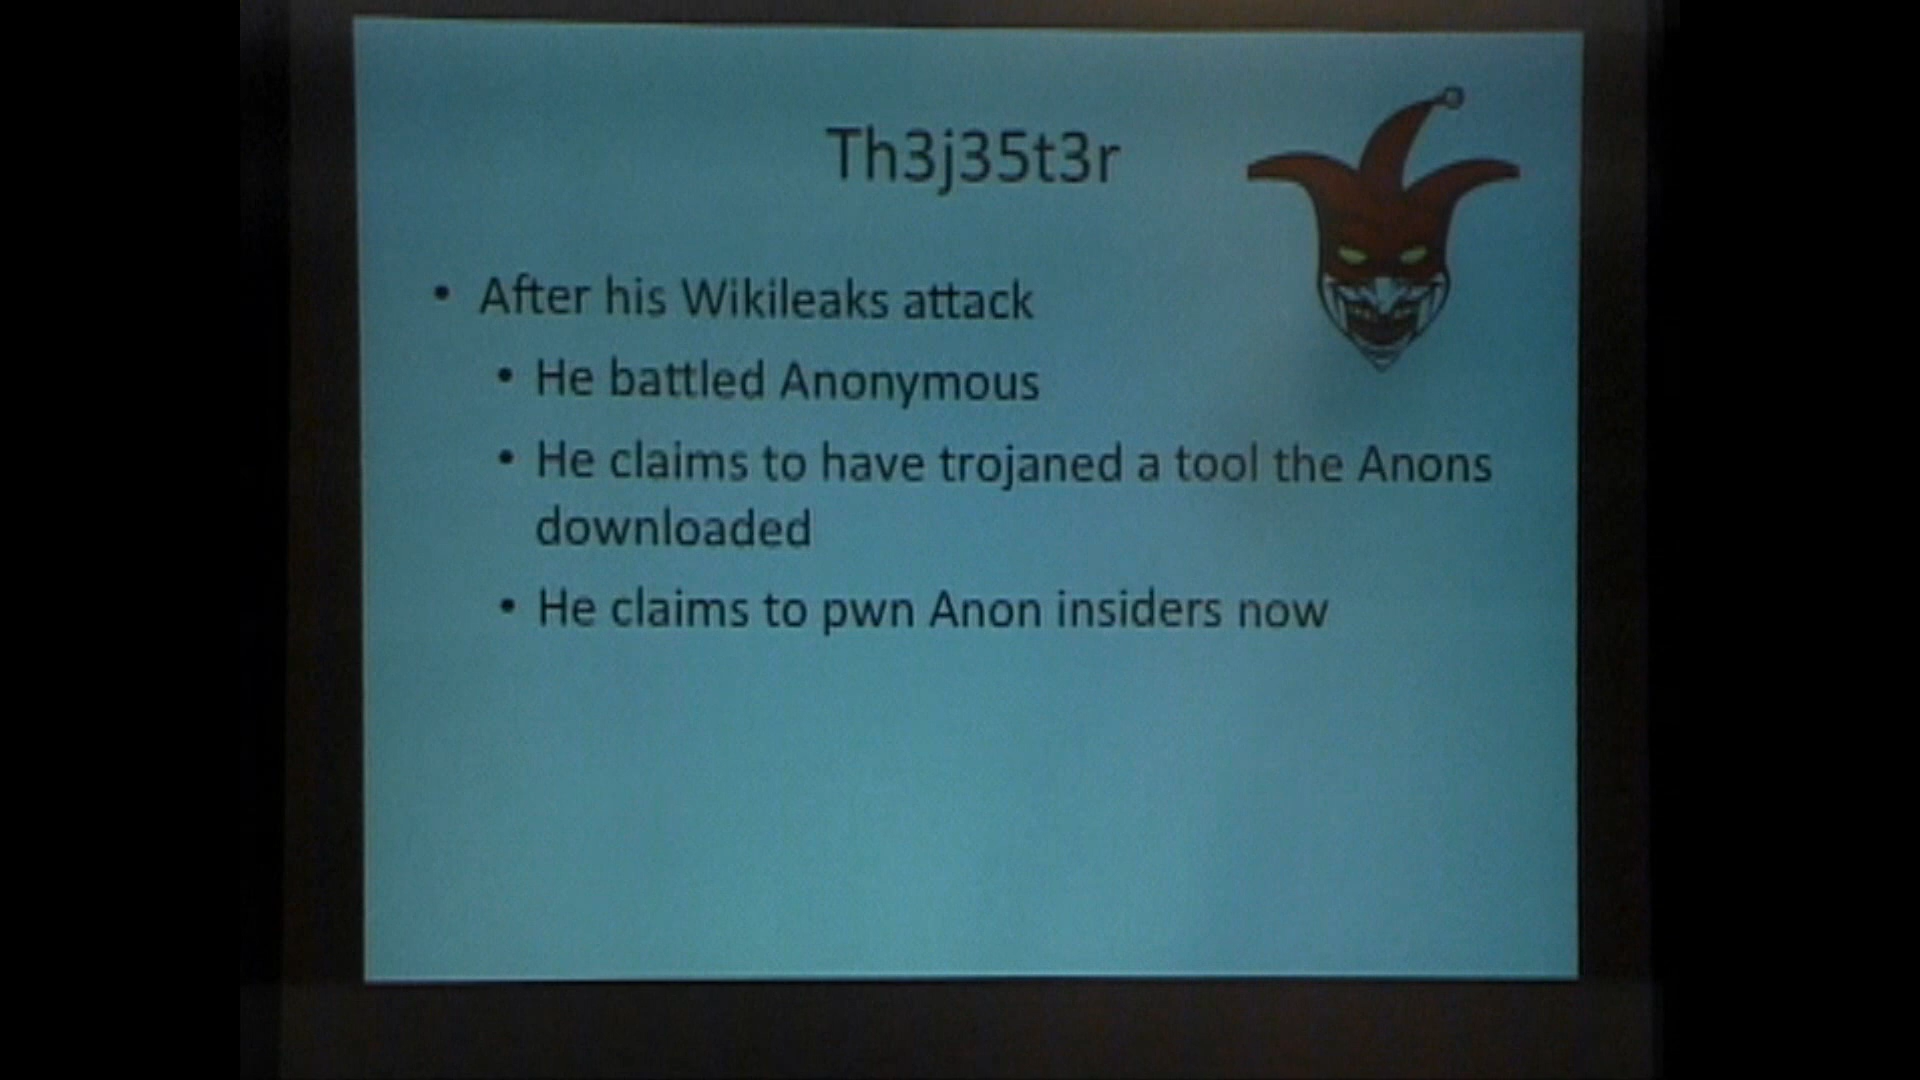 Th3j35t3r
• After his Wikileaks attack
• He battled Anonymous
• He claims to have trojaned a tool the Anons
downloaded
• He claims to pwn Anon insiders now